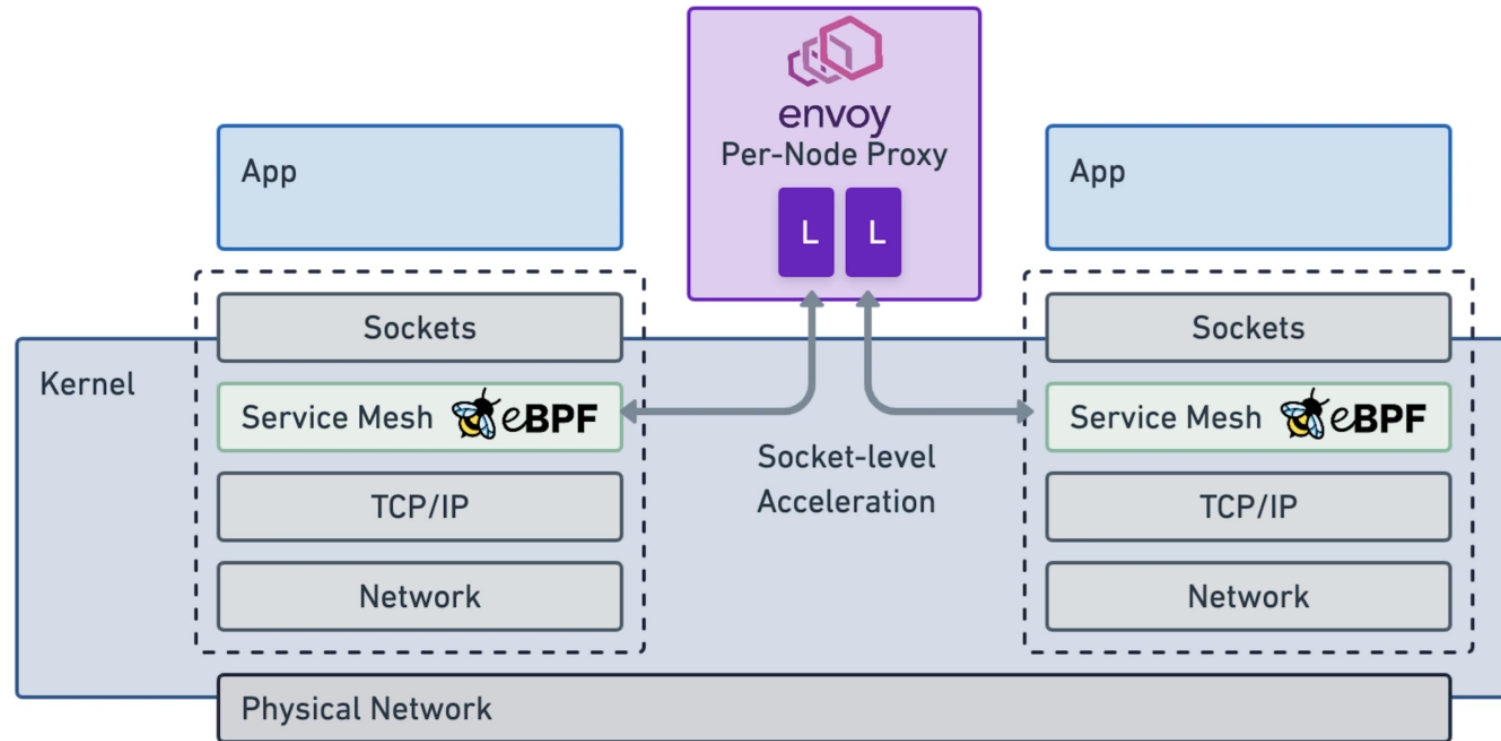 envoy
Per-Node Proxy
L L
App
App
Sockets
Sockets
Kernel
Service Mesh eBPF
Service Mesh eBPF
Socket-level
Acceleration
TCP/IP
TCP/IP
Network
Network
Physical Network